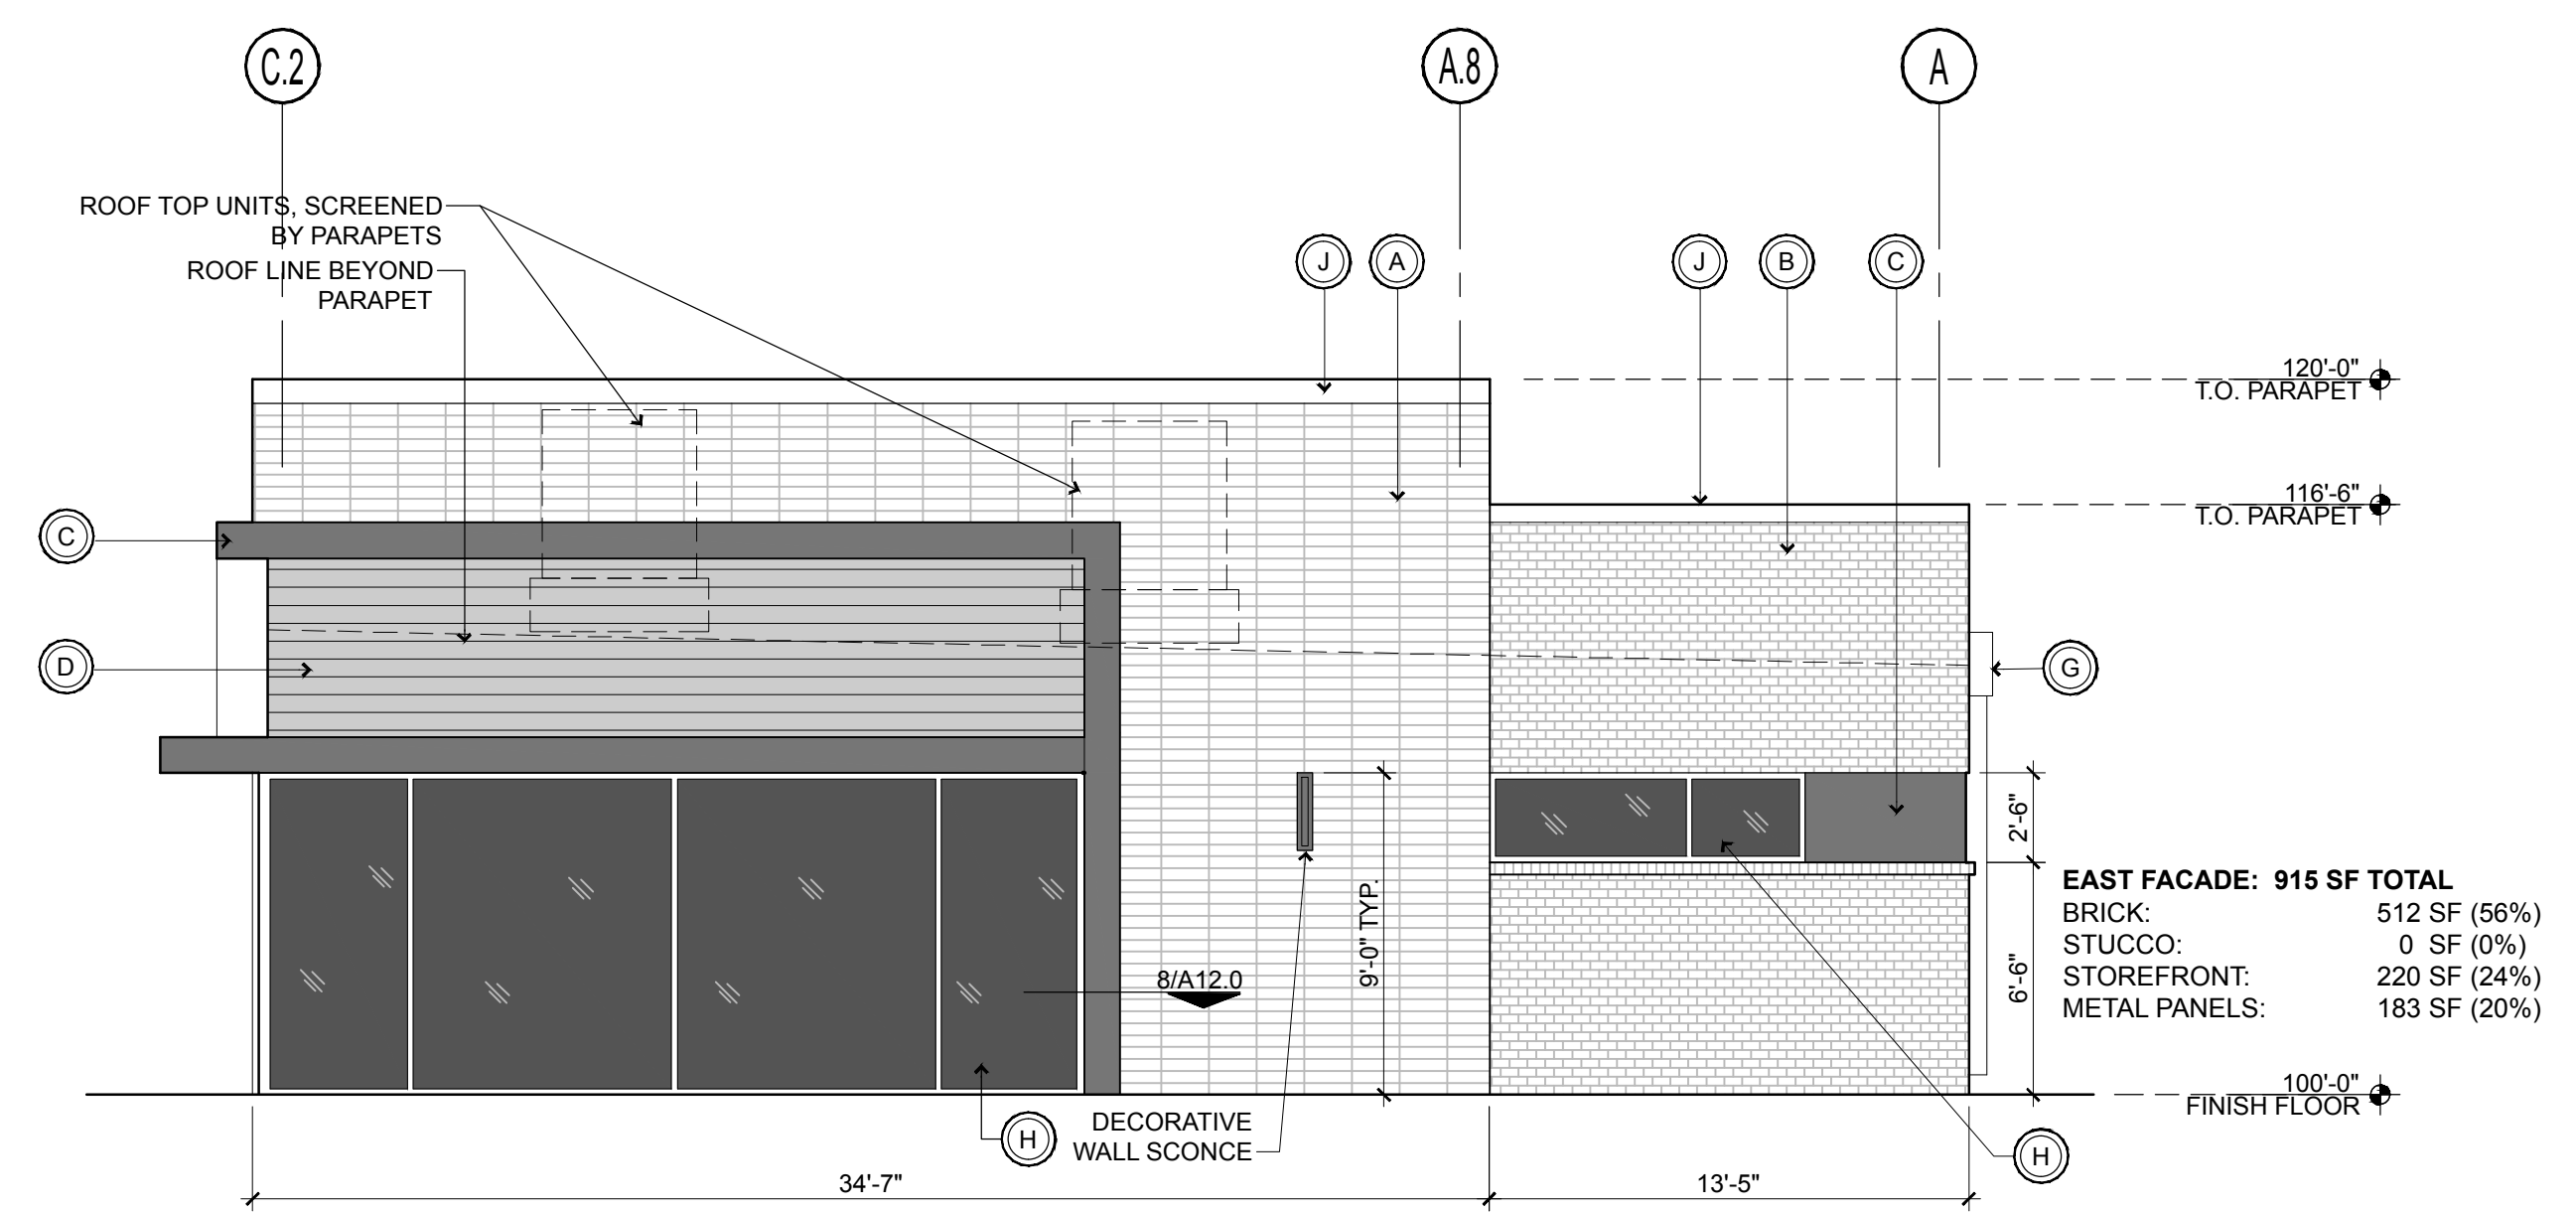 C.2
A.8
A
ROOF TOP UNITS, SCREENED
BY PARAPETS
ROOF LINE BEYOND
PARAPET
J
A
J
B
C
120'-0"
T.O. PARAPET
116'-6"
T.O. PARAPET
C
D
G
2'-6"
6'-6"
9'-0" TYP.
8/A12.0
EAST FACADE: 915 SF TOTAL
BRICK: 512 SF (56%)
STUCCO: 0 SF (0%)
STOREFRONT: 220 SF (24%)
METAL PANELS: 183 SF (20%)
100'-0"
FINISH FLOOR
H
DECORATIVE
WALL SCONCE
H
34'-7"
13'-5"